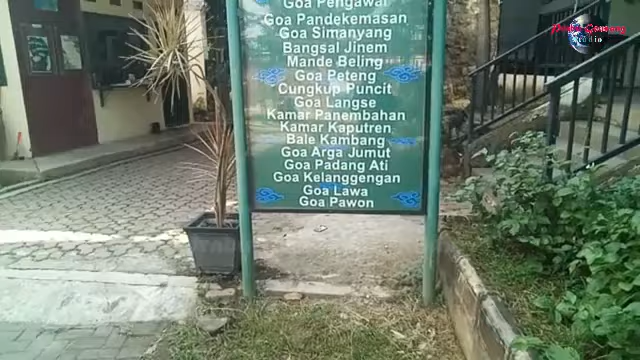 Goa Pengawal
Goa Pandekemasan
Goa Simanyang
Bangsal Jinem
Mande Beling
Goa Peteng
Cungkup Puncit
Goa Langse
Kamar Panembahan
Kamar Kaputren
Bale Kambang
Goa Arga Jumut
Goa Padang Ati
Goa Kelanggengan
Goa Lawa
Goa Pawon
Studio